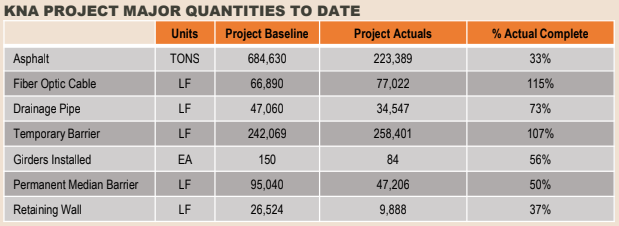 KNA PROJECT MAJOR QUANTITIES TO DATE
Units Project Baseline Project Actuals % Actual Complete
Asphalt TONS 684,630 223,389 33%
Fiber Optic Cable LF 66,890 77,022 115%
Drainage Pipe LF 47,060 34,547 73%
Temporary Barrier LF 242,069 258,401 107%
Girders Installed EA 150 84 56%
Permanent Median Barrier LF 95,040 47,206 50%
Retaining Wall LF 26,524 9,888 37%